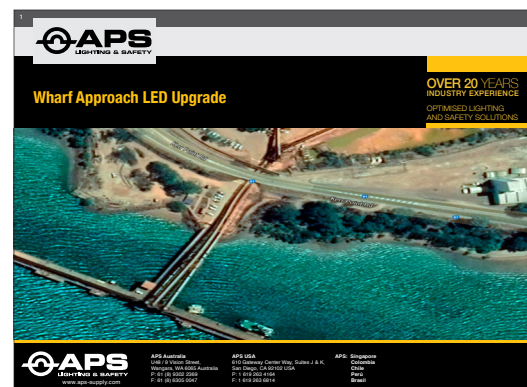 1
APS
LIGHTING & SAFETY
Wharf Approach LED Upgrade
OVER 20 YEARS
INDUSTRY EXPERIENCE
OPTIMISED LIGHTING
AND SAFETY SOLUTIONS
APS
LIGHTING & SAFETY
www.aps-supply.com
APS Australia
U48 / 9 Vision Street,
Wangara, WA 6065 Australia
P: 61 (8) 9302 2369
F: 61 (8) 6305 0047
APS USA
610 Gateway Center Way, Suites J & K,
San Diego, CA 92102 USA
P: 1 619 263 4164
F: 1 619 263 6814
APS: Singapore
Colombia
Chile
Perú
Brasil